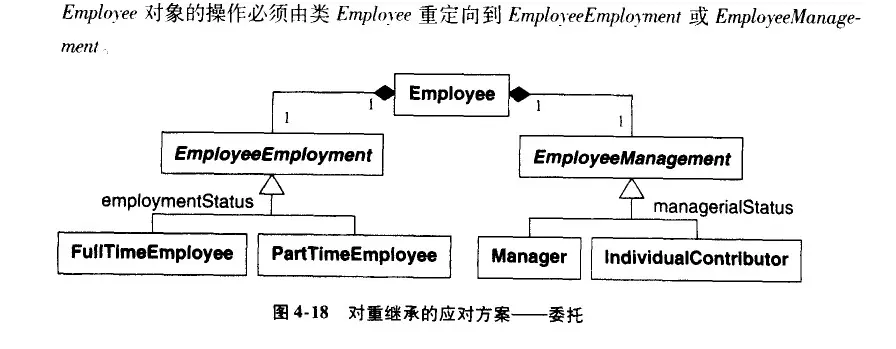 Employee 对象的操作必须由类 Employee 重定向到 EmployeeEmployment 或 EmployeeManage-
ment 。
Employee
1 1 1 1
EmployeeEmployment EmployeeManagement
employmentStatus managerialStatus
FullTimeEmployee PartTimeEmployee Manager IndividualContributor
图 4-18 对重继承的应对方案——委托